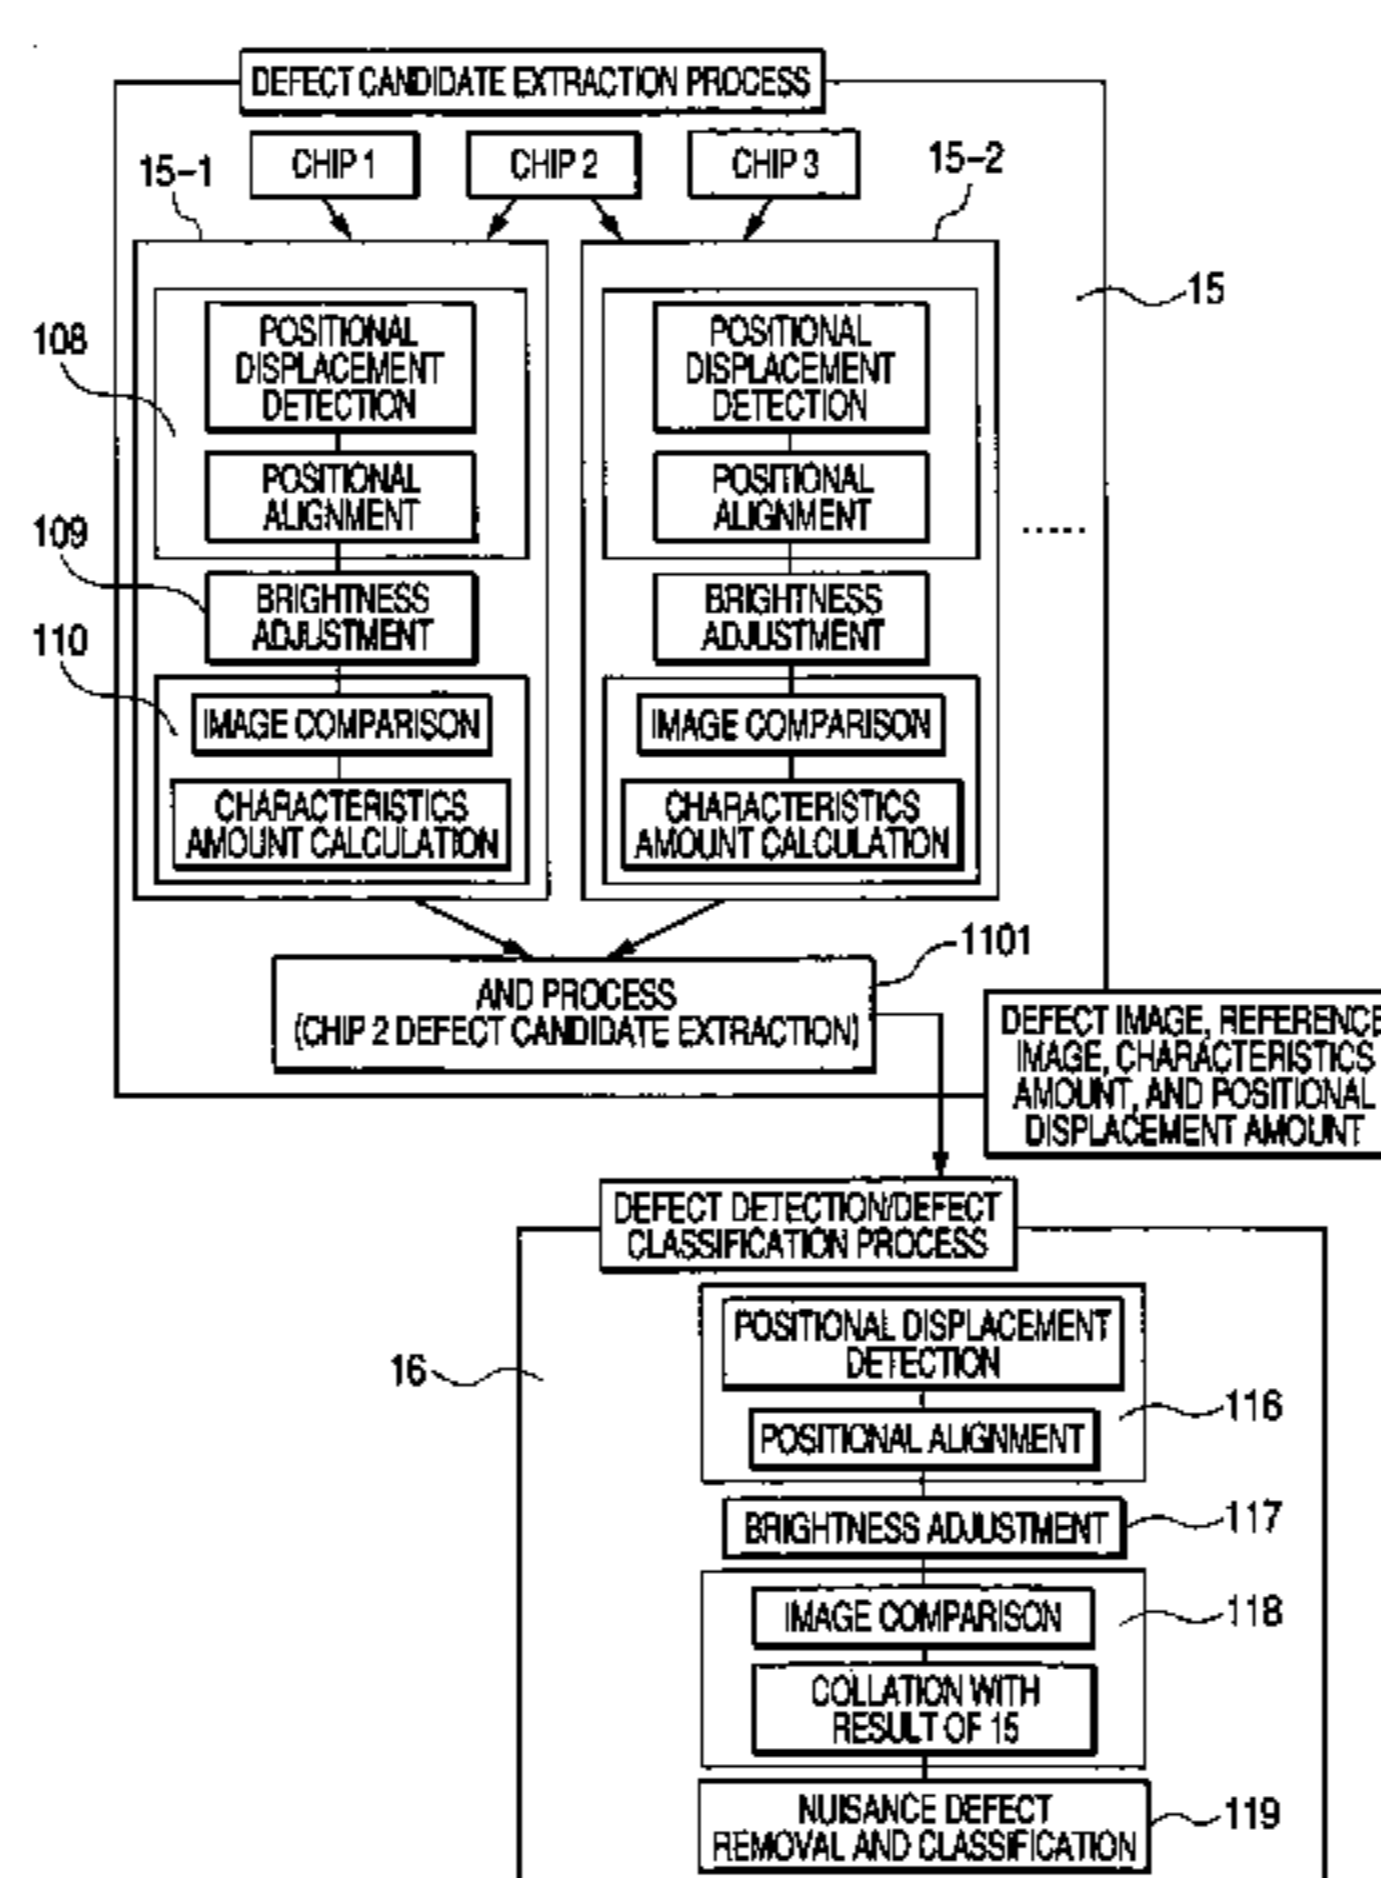 DEFECT CANDIDATE EXTRACTION PROCESS
CHIP 1
CHIP 2
CHIP 3
15-1
15-2
15
108
POSITIONAL
DISPLACEMENT
DETECTION
POSITIONAL
ALIGNMENT
109
BRIGHTNESS
ADJUSTMENT
110
IMAGE COMPARISON
CHARACTERISTICS
AMOUNT CALCULATION
POSITIONAL
DISPLACEMENT
DETECTION
POSITIONAL
ALIGNMENT
.....
BRIGHTNESS
ADJUSTMENT
IMAGE COMPARISON
CHARACTERISTICS
AMOUNT CALCULATION
1101
AND PROCESS
(CHIP 2 DEFECT CANDIDATE EXTRACTION)
DEFECT IMAGE, REFERENCE
IMAGE, CHARACTERISTICS
AMOUNT, AND POSITIONAL
DISPLACEMENT AMOUNT
DEFECT DETECTION/DEFECT
CLASSIFICATION PROCESS
16
POSITIONAL DISPLACEMENT
DETECTION
POSITIONAL ALIGNMENT
116
BRIGHTNESS ADJUSTMENT
117
IMAGE COMPARISON
118
COLLATION WITH
RESULT OF 15
NUISANCE DEFECT
REMOVAL AND CLASSIFICATION
119